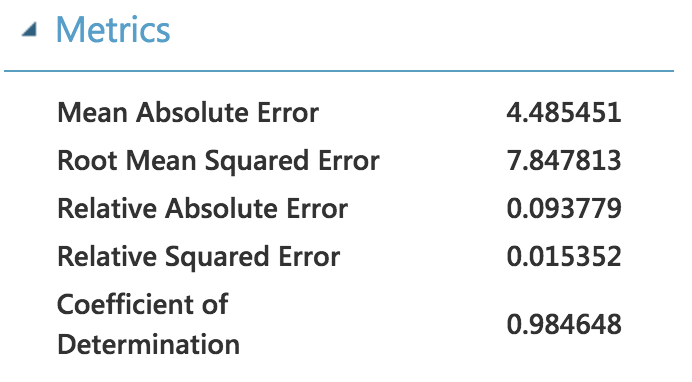 Metrics
Mean Absolute Error 4.485451
Root Mean Squared Error 7.847813
Relative Absolute Error 0.093779
Relative Squared Error 0.015352
Coefficient of
Determination 0.984648